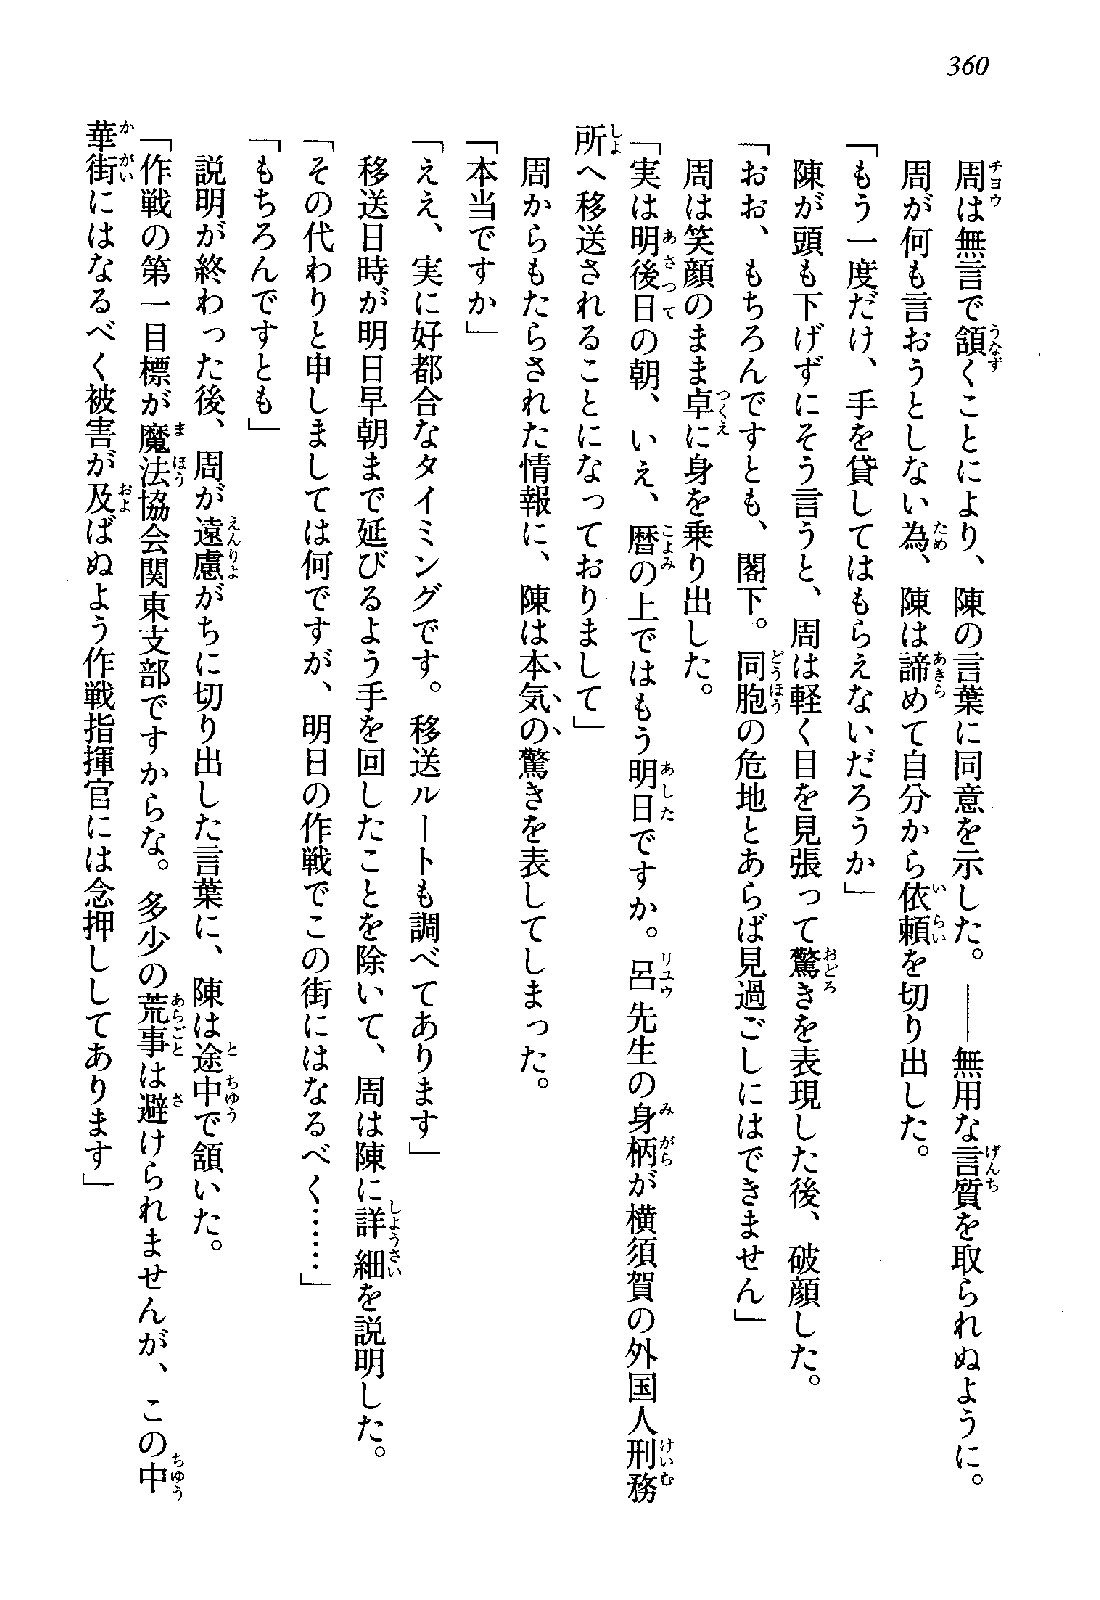 360
周は無言で頷くことにより、陳の言葉に同意を示した。――無用な言質を取られぬように。
周が何も言おうとしない為、陳は諦めて自分から依頼を切り出した。
「もう一度だけ、手を貸してはもらえないだろうか」
陳が頭も下げずにそう言うと、周は軽く目を見張って驚きを表現した後、破顔した。
「おお、もちろんですとも、閣下。同胞の危地とあらば見過ごしにはできません」
周は笑顔のまま卓に身を乗り出した。
「実は明後日の朝、いえ、暦の上ではもう明日ですか。呂先生の身柄が横須賀の外国人刑務
所へ移送されることになっておりまして」
周からもたらされた情報に、陳は本気の驚きを表してしまった。
「本当ですか」
「ええ、実に好都合なタイミングです。移送ルートも調べてあります」
移送日時が明日早朝まで延びるよう手を回したことを除いて、周は陳に詳細を説明した。
「その代わりと申しましては何ですが、明日の作戦でこの街にはなるべく……」
「もちろんですとも」
説明が終わった後、周が遠慮がちに切り出した言葉に、陳は途中で頷いた。
「作戦の第一目標が魔法協会関東支部ですからな。多少の荒事は避けられませんが、この中
華街にはなるべく被害が及ばぬよう作戦指揮官には念押ししてあります」